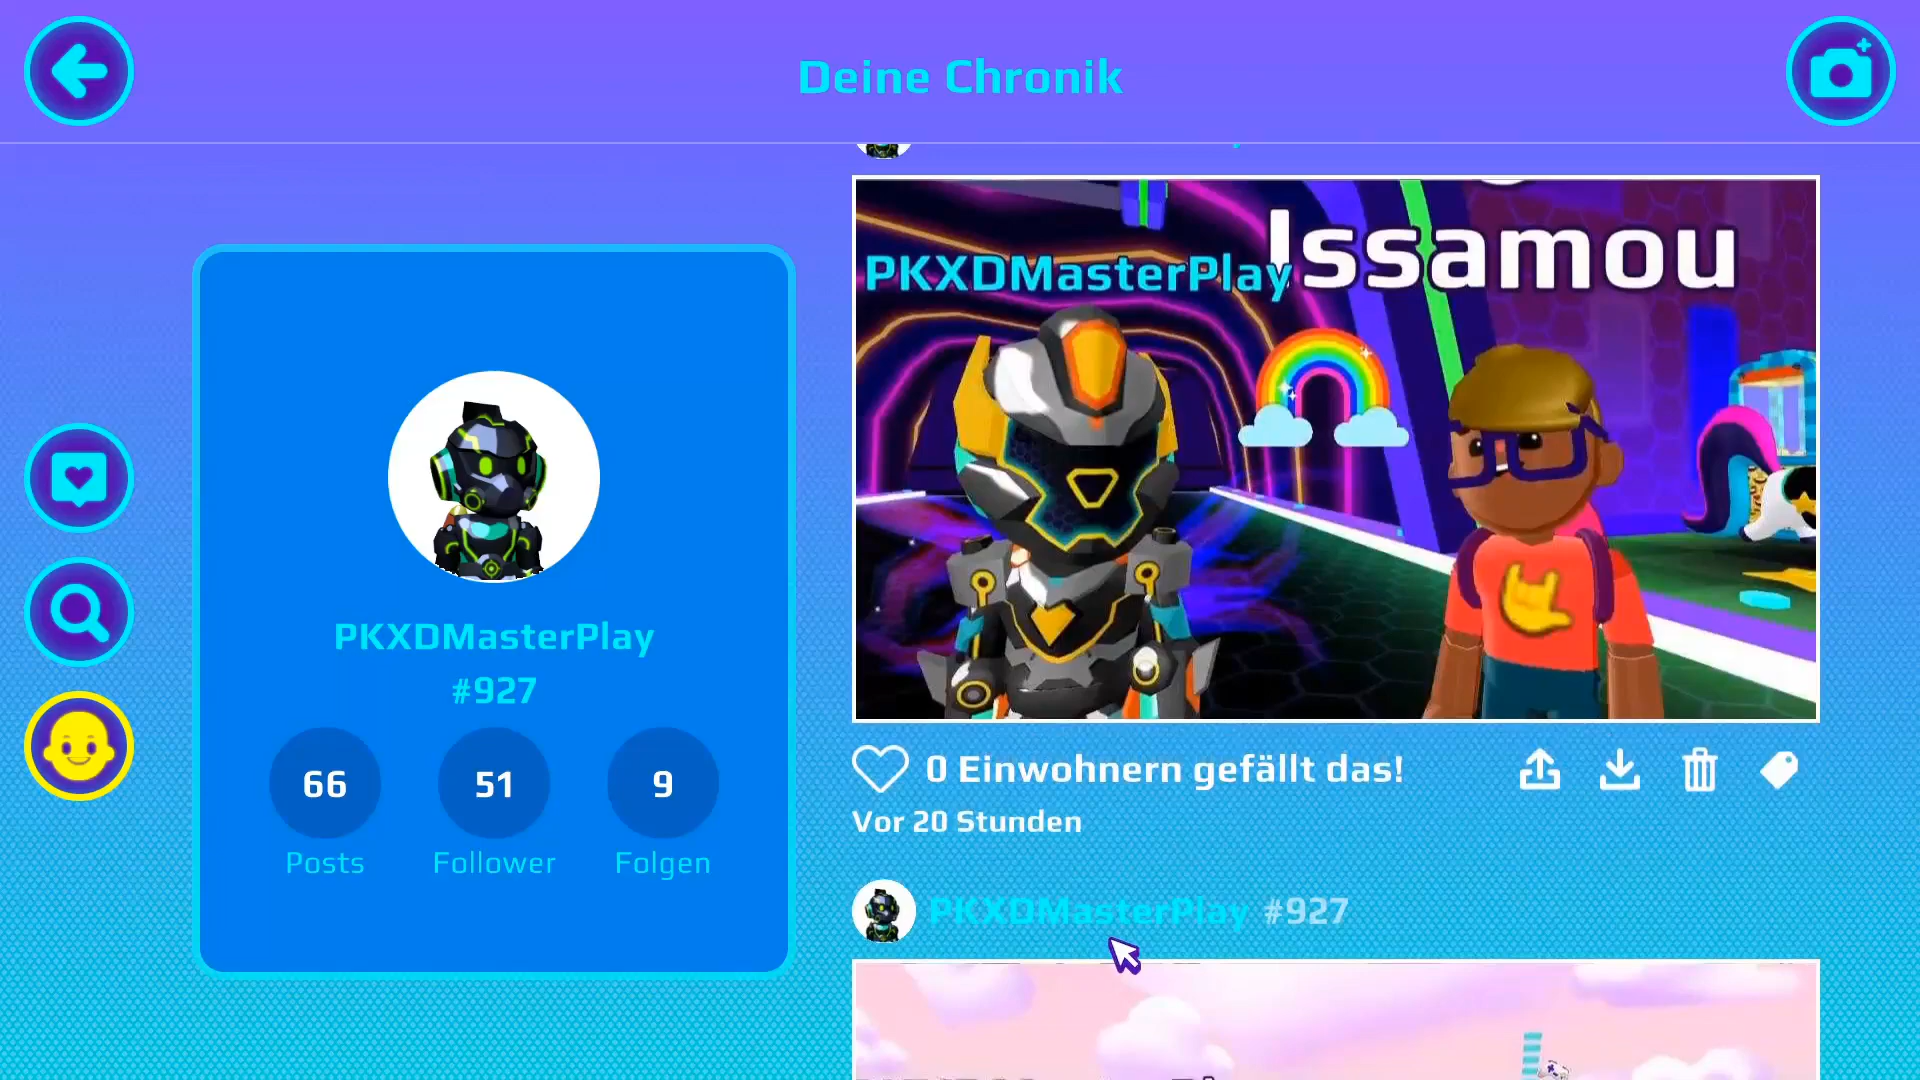 Deine Chronik
PKXDMasterPlay
#927
66
51
9
Posts
Follower
Folgen
PKXDMasterPlay
Issamou
0 Einwohnern gefällt das!
Vor 20 Stunden
PKXDMasterPlay #927